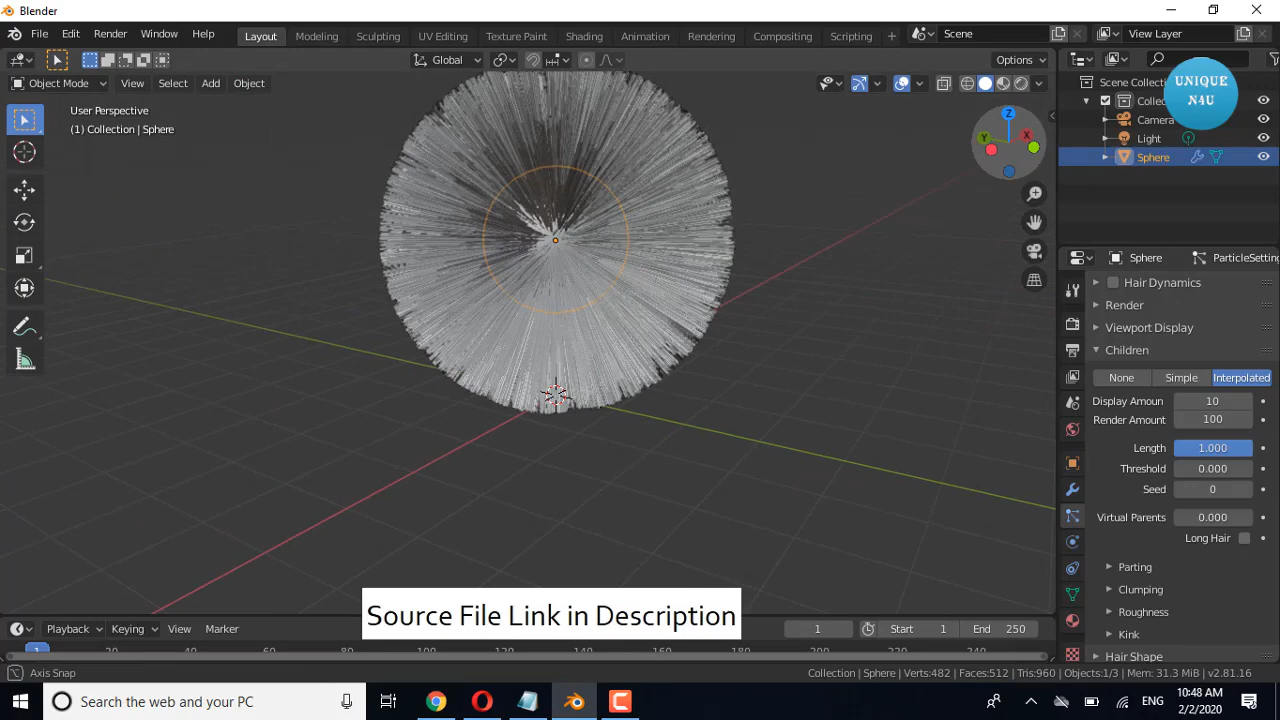 Blender
File Edit Render Window Help
Layout Modeling Sculpting UV Editing Texture Paint Shading Animation Rendering Compositing Scripting +
Scene
View Layer
Global
Options
Object Mode View Select Add Object
User Perspective
(1) Collection | Sphere
Z
Y
X
Scene Collec
Collec
Camera
Light
Sphere
UNIQUE
N4U
Sphere
ParticleSetting
Hair Dynamics
Render
Viewport Display
Children
None Simple Interpolated
Display Amoun 10
Render Amount 100
Length 1.000
Threshold 0.000
Seed 0
Virtual Parents 0.000
Long Hair
Parting
Clumping
Roughness
Kink
Hair Shape
Source File Link in Description
Playback Keying View Marker
1
Start 1
End 250
1
Axis Snap
Collection | Sphere | Verts:482 | Faces:512 | Tris:960 | Objects:1/3 | Mem: 31.3 MiB | v2.81.16
Search the web and your PC
ENG
10:48 AM
2/2/2020